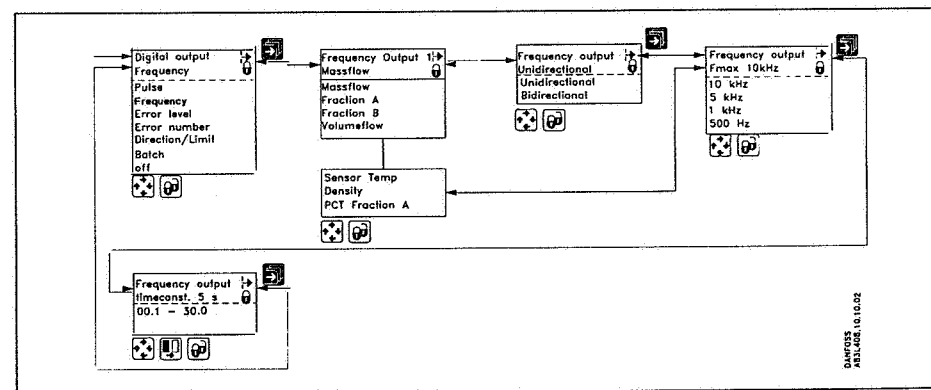 Digital output
Frequency
Pulse
Frequency
Error level
Error number
Direction/Limit
Batch
off
Frequency Output 1
Massflow
Massflow
Fraction A
Fraction B
Volumeflow
Sensor Temp
Density
PCT Fraction A
Frequency output
Unidirectional
Unidirectional
Bidirectional
Frequency output
Fmax 10kHz
10 kHz
5 kHz
1 kHz
500 Hz
Frequency output
timeconst. 5 s
00.1 - 30.0
DANFOSS
A83L408.10.10.02